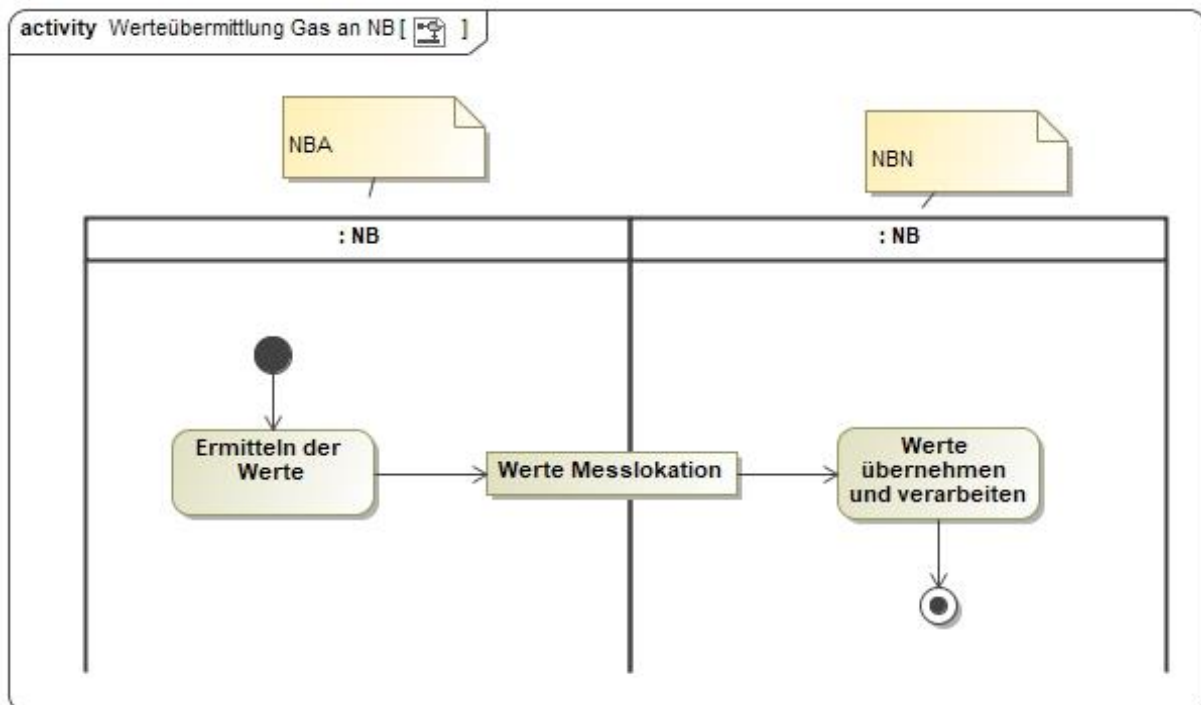 activity Werteübermittlung Gas an NB [ ]
NBA
NBN
: NB
: NB
Ermitteln der
Werte
Werte Messlokation
Werte
übernehmen
und verarbeiten